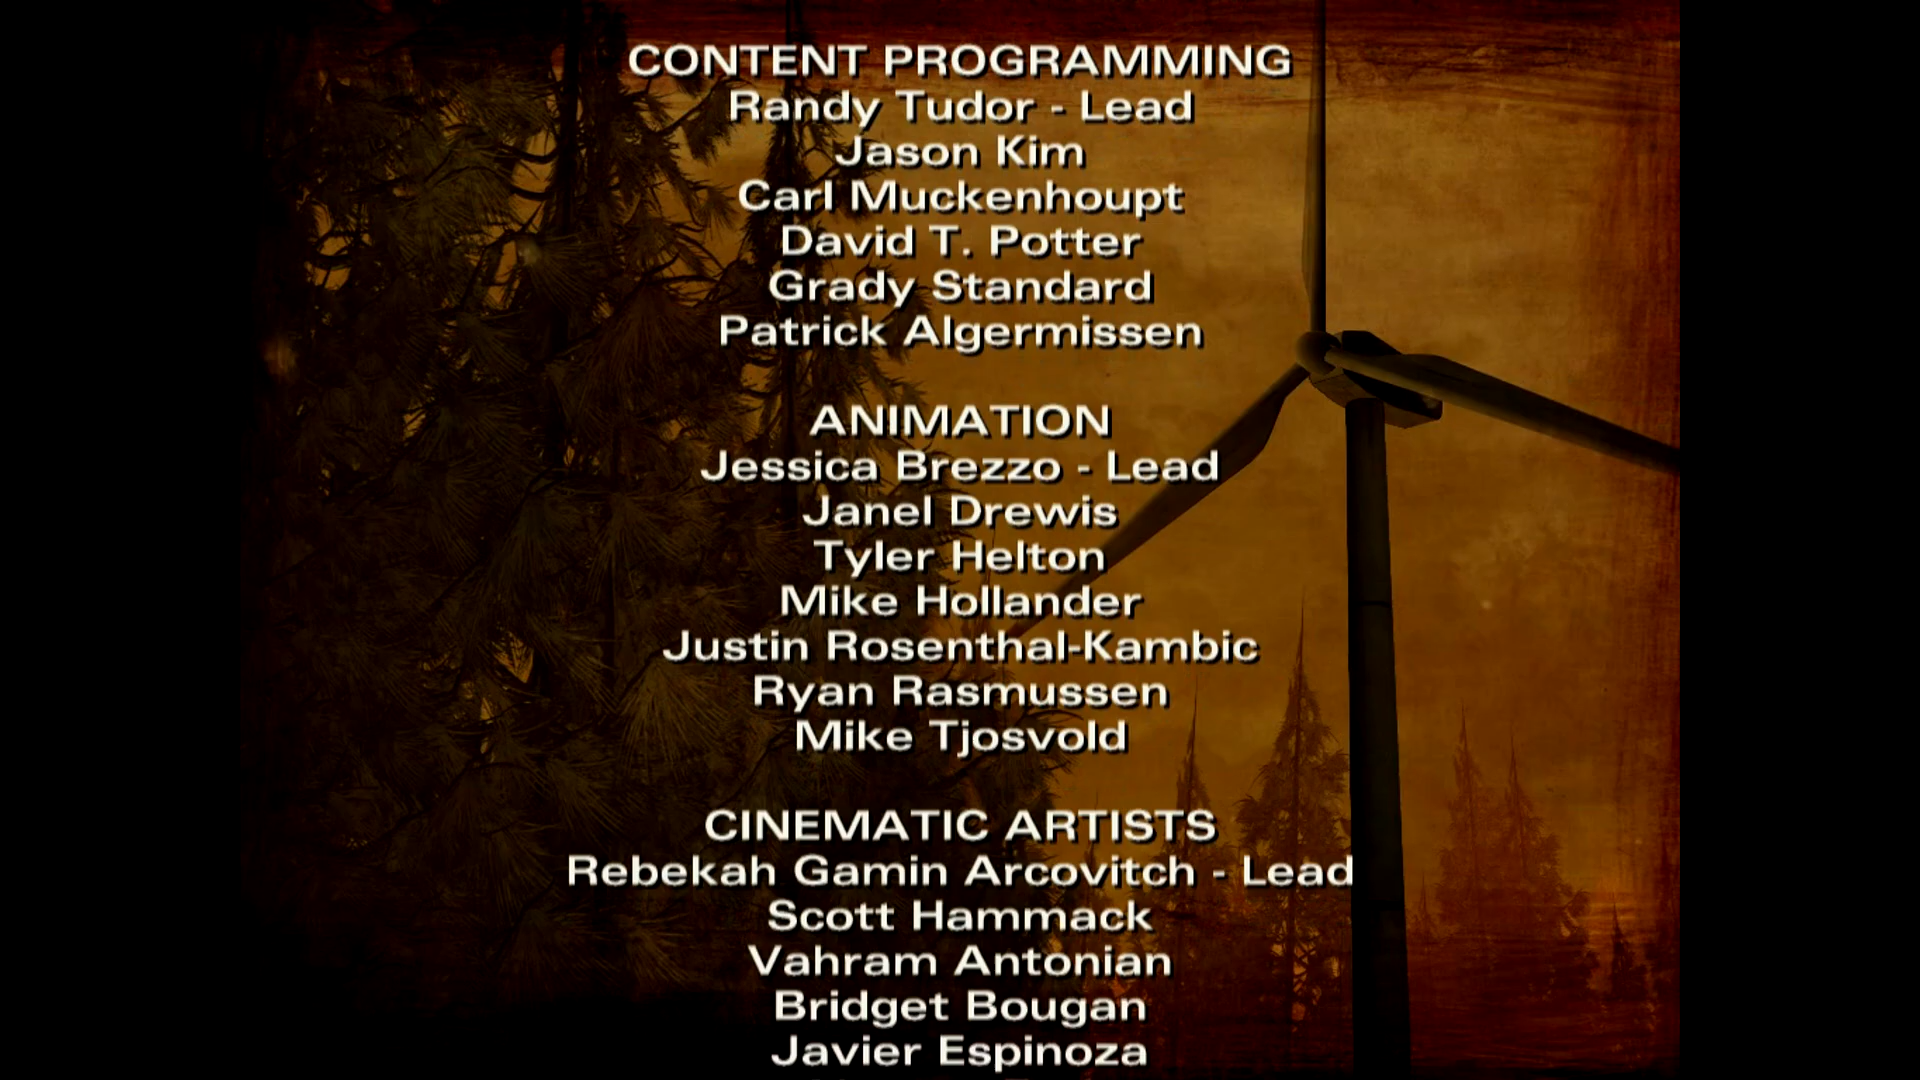 CONTENT PROGRAMMING
Randy Tudor - Lead
Jason Kim
Carl Muckenhoupt
David T. Potter
Grady Standard
Patrick Algermissen
ANIMATION
Jessica Brezzo - Lead
Janel Drewis
Tyler Helton
Mike Hollander
Justin Rosenthal-Kambic
Ryan Rasmussen
Mike Tjosvold
CINEMATIC ARTISTS
Rebekah Gamin Arcovitch - Lead
Scott Hammack
Vahram Antonian
Bridget Bougan
Javier Espinoza